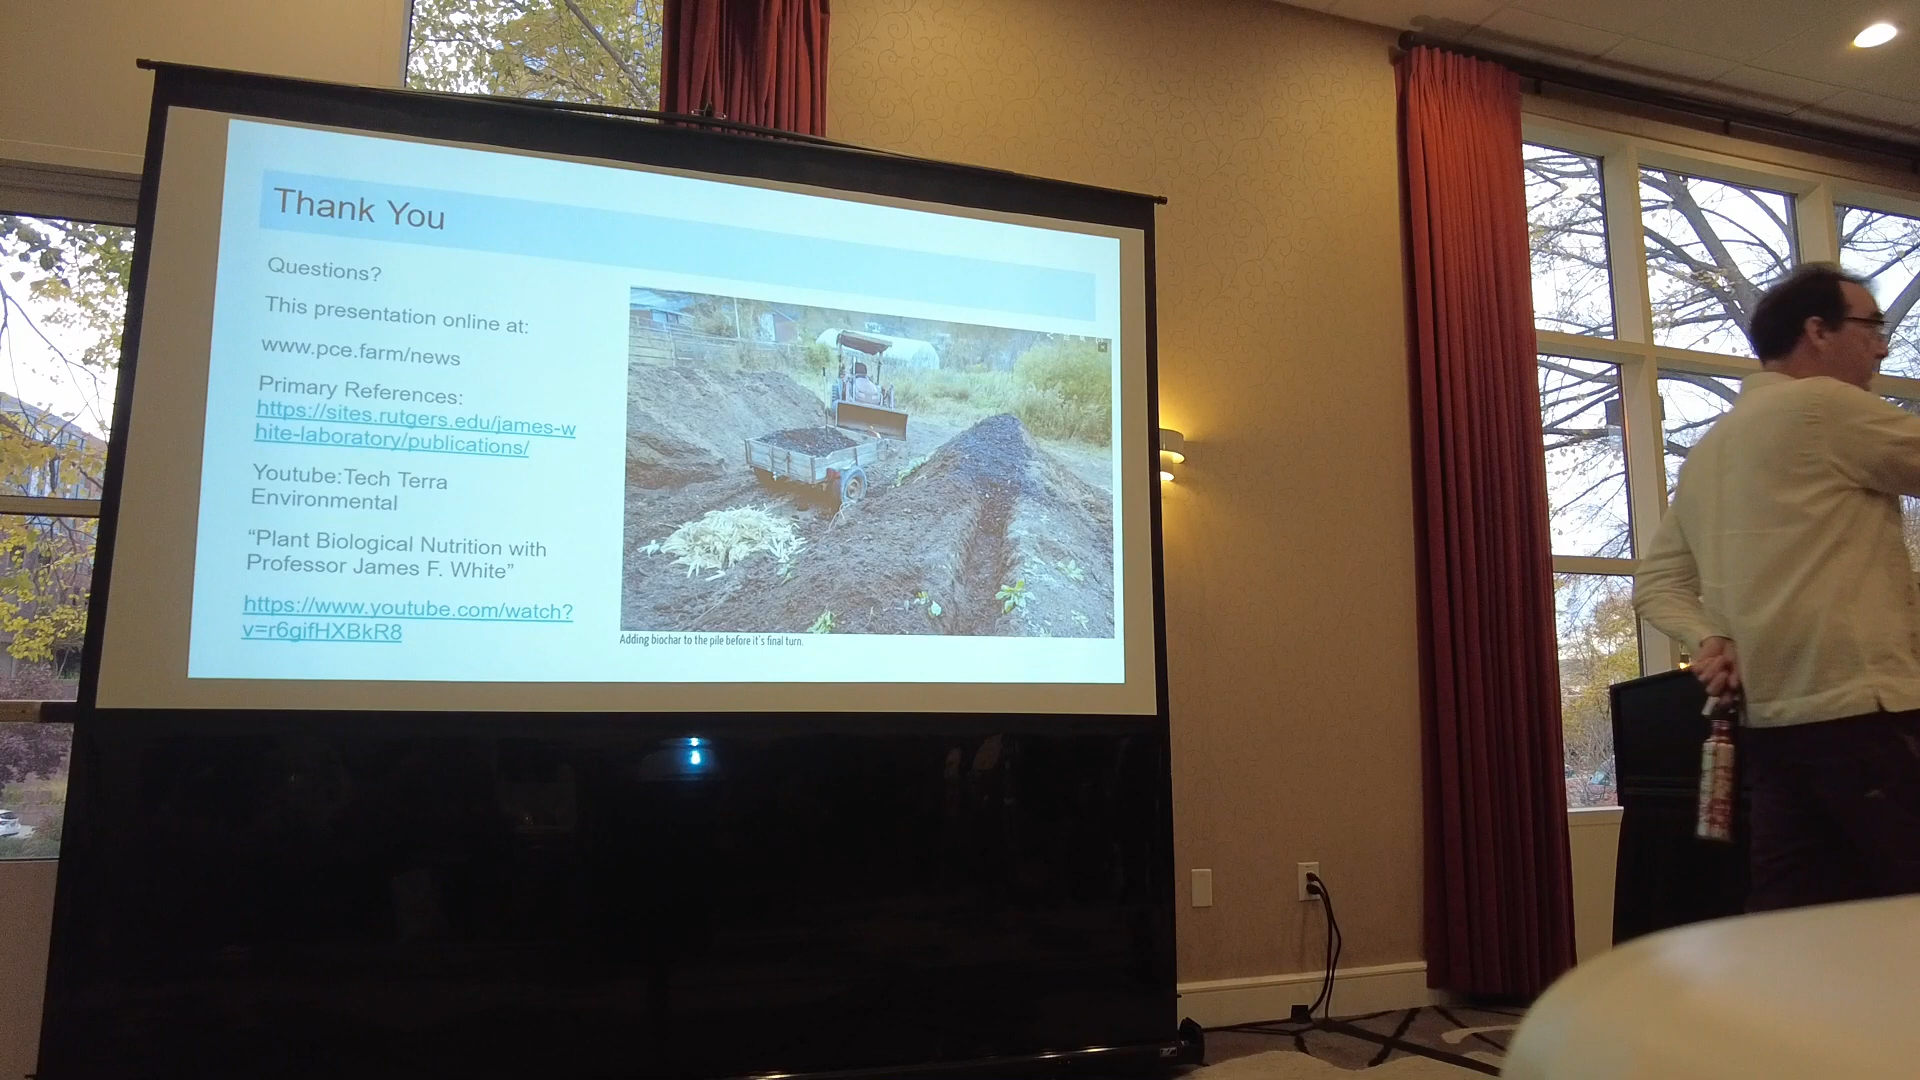 Thank You
Questions?
This presentation online at:
www.pce.farm/news
Primary References:
https://sites.rutgers.edu/james-w
hite-laboratory/publications/
Youtube:Tech Terra
Environmental
“Plant Biological Nutrition with
Professor James F. White”
https://www.youtube.com/watch?
v=r6gifHXBkR8
Adding biochar to the pile before it's final turn.